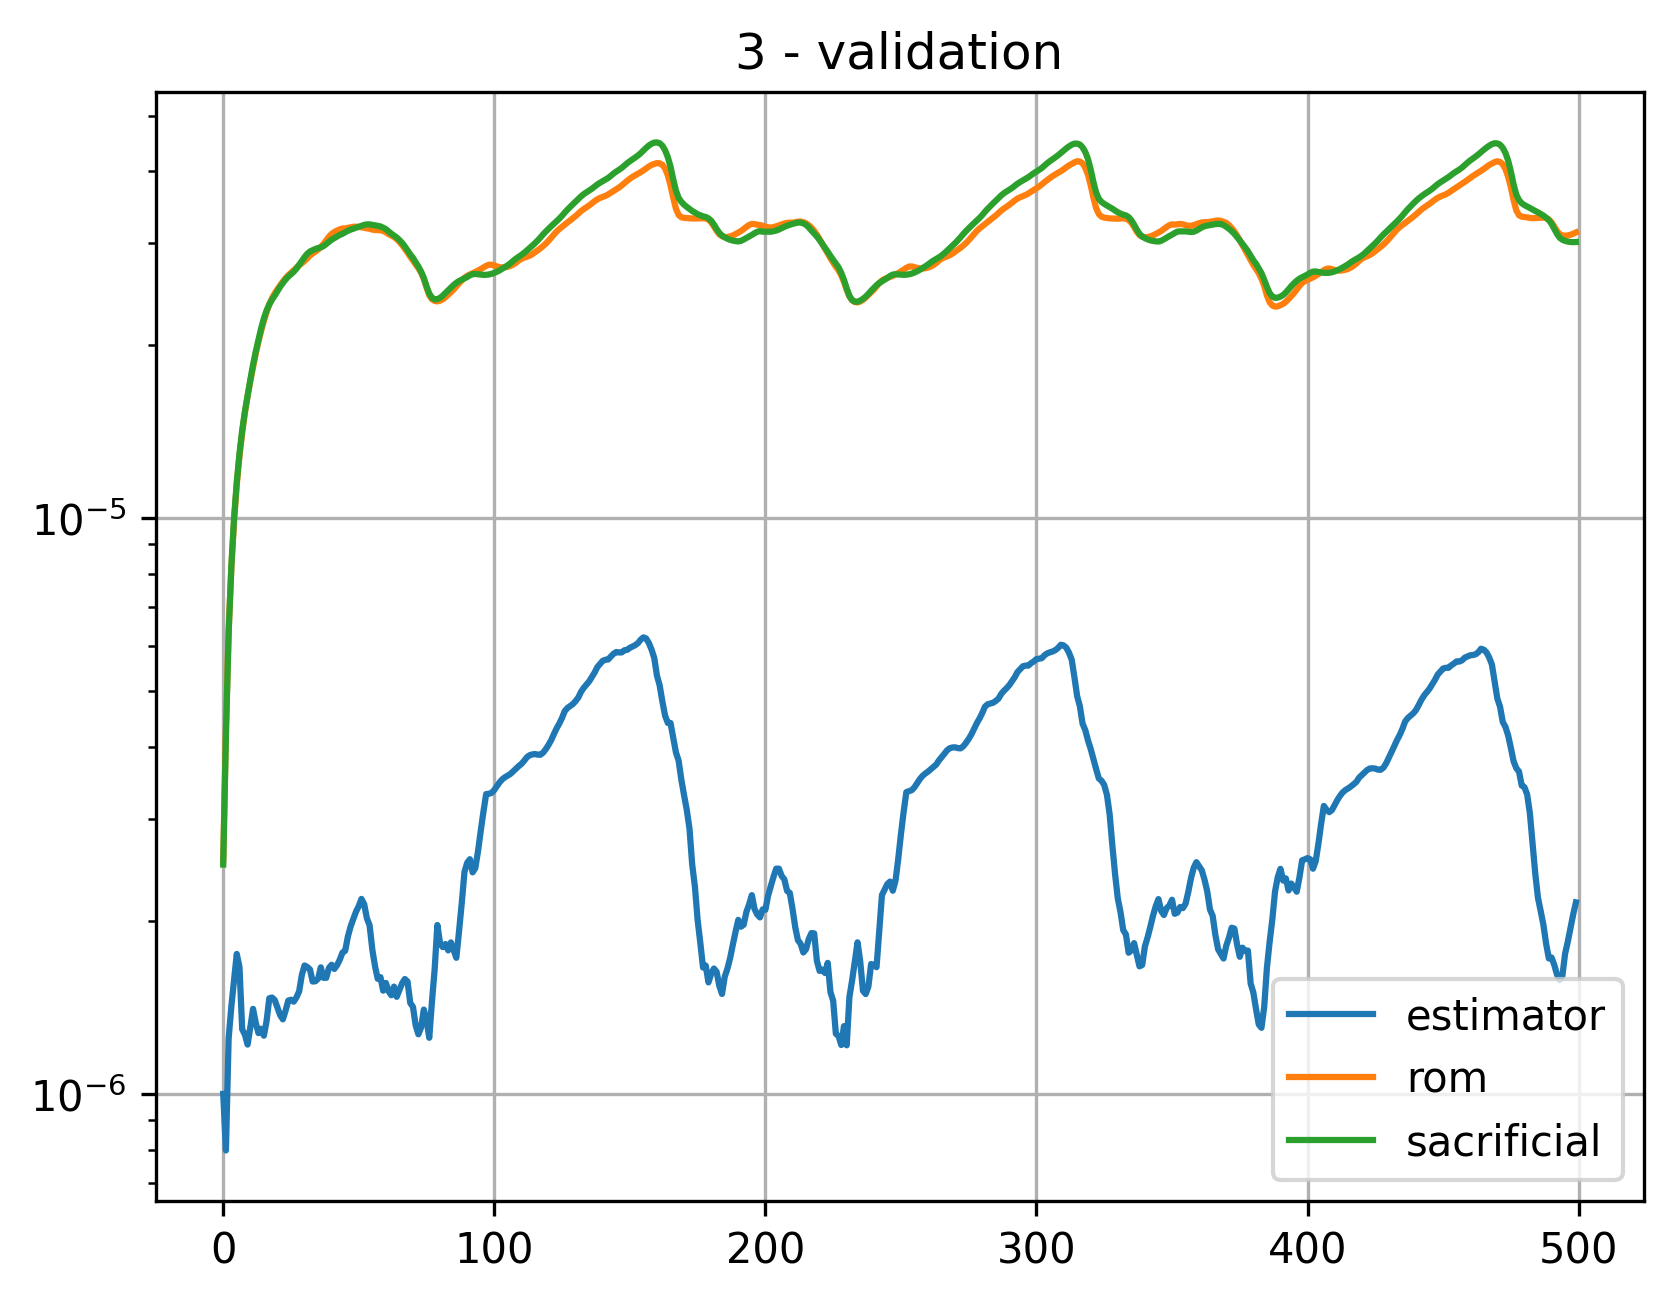 3 - validation
10⁻⁵
10⁻⁶
estimator
rom
sacrificial
0 100 200 300 400 500